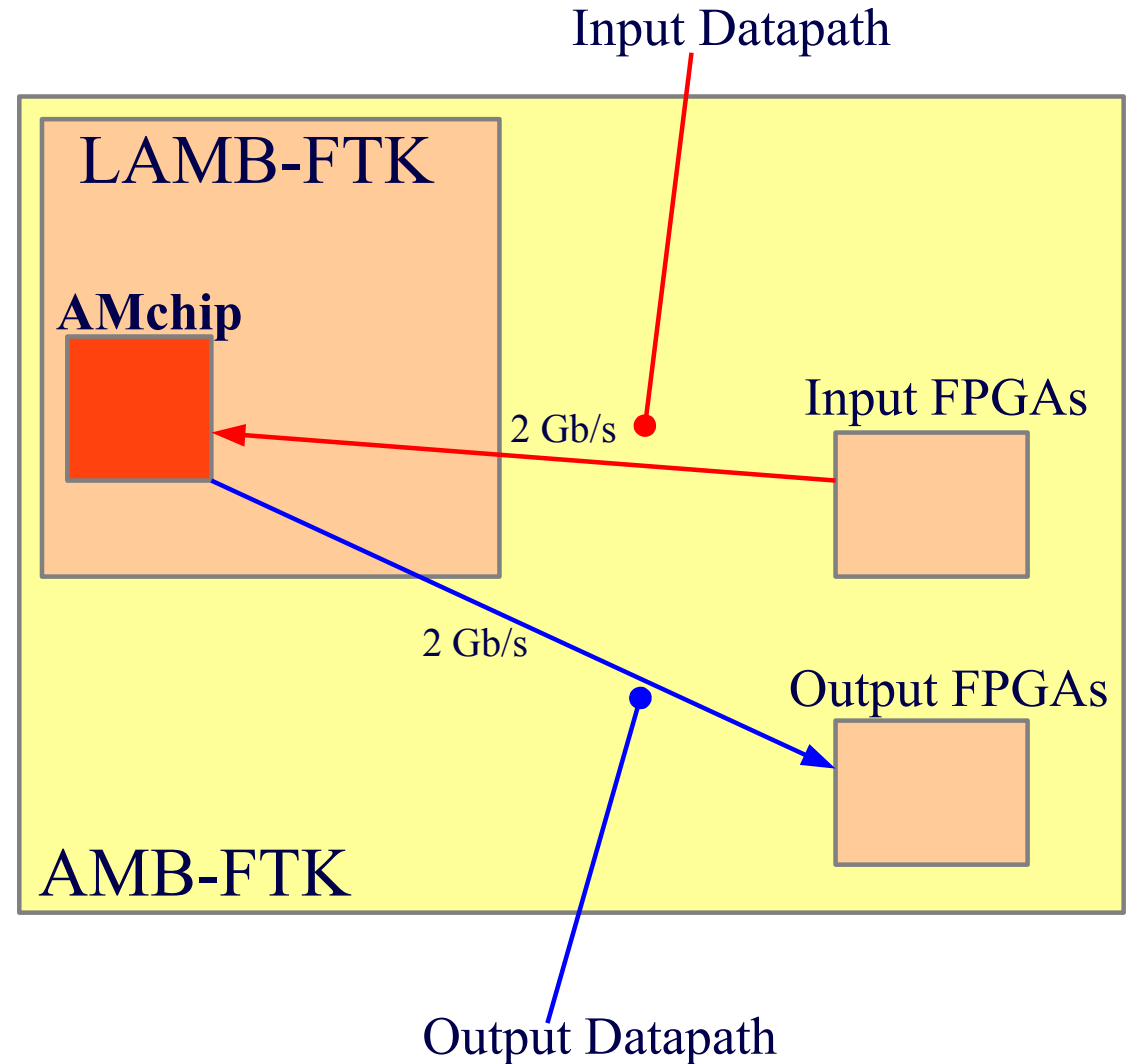 Input Datapath
LAMB-FTK
AMchip
Input FPGAs
2 Gb/s
2 Gb/s
Output FPGAs
AMB-FTK
Output Datapath